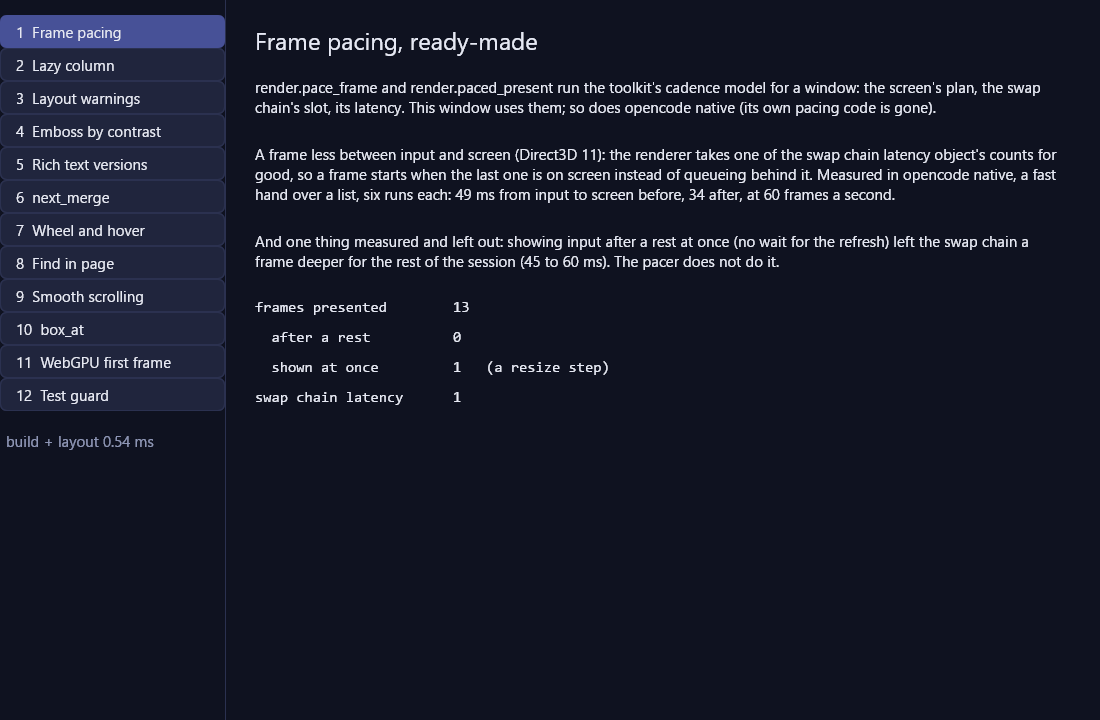 1 Frame pacing
2 Lazy column
3 Layout warnings
4 Emboss by contrast
5 Rich text versions
6 next_merge
7 Wheel and hover
8 Find in page
9 Smooth scrolling
10 box_at
11 WebGPU first frame
12 Test guard
build + layout 0.54 ms
Frame pacing, ready-made
render.pace_frame and render.paced_present run the toolkit's cadence model for a window: the screen's plan, the swap
chain's slot, its latency. This window uses them; so does opencode native (its own pacing code is gone).
A frame less between input and screen (Direct3D 11): the renderer takes one of the swap chain latency object's counts for
good, so a frame starts when the last one is on screen instead of queueing behind it. Measured in opencode native, a fast
hand over a list, six runs each: 49 ms from input to screen before, 34 after, at 60 frames a second.
And one thing measured and left out: showing input after a rest at once (no wait for the refresh) left the swap chain a
frame deeper for the rest of the session (45 to 60 ms). The pacer does not do it.
frames presented 13
after a rest 0
shown at once 1 (a resize step)
swap chain latency 1